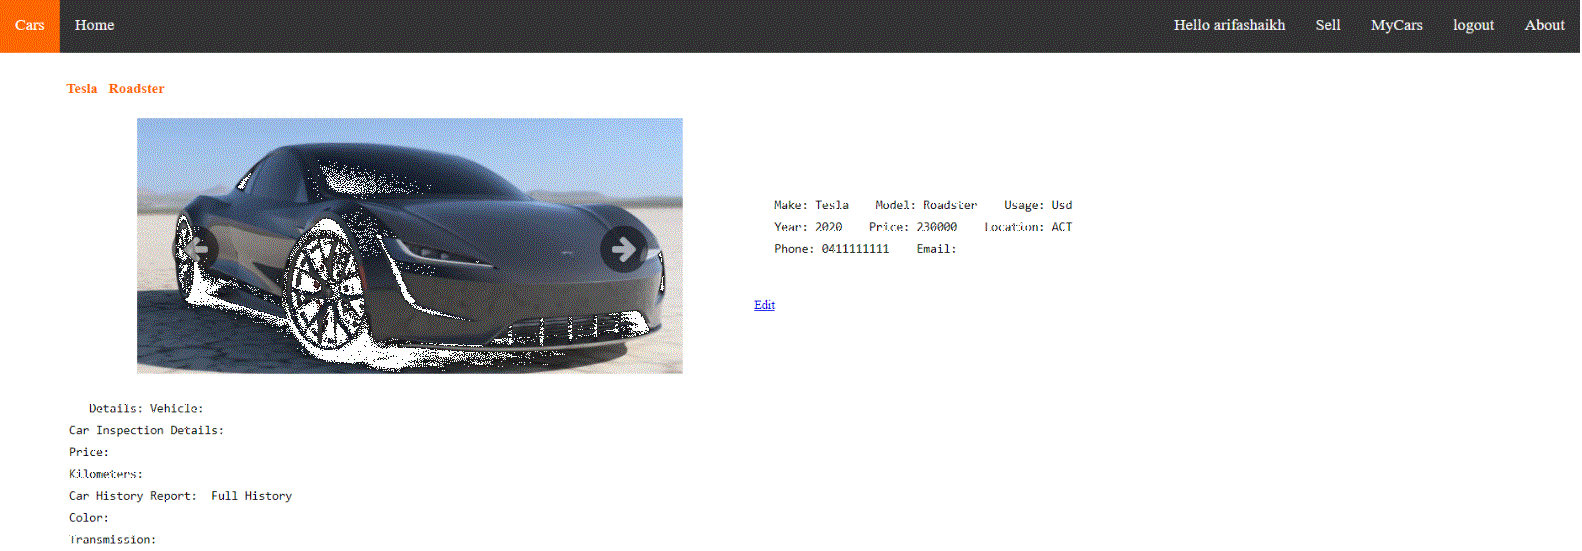 Cars Home Hello arifashaikh Sell MyCars logout About
Tesla Roadster
Make: Tesla Model: Roadster Usage: Usd
Year: 2020 Price: 230000 Location: ACT
Phone: 0411111111 Email:
Edit
Details: Vehicle:
Car Inspection Details:
Price:
Kilometers:
Car History Report: Full History
Color:
Transmission: